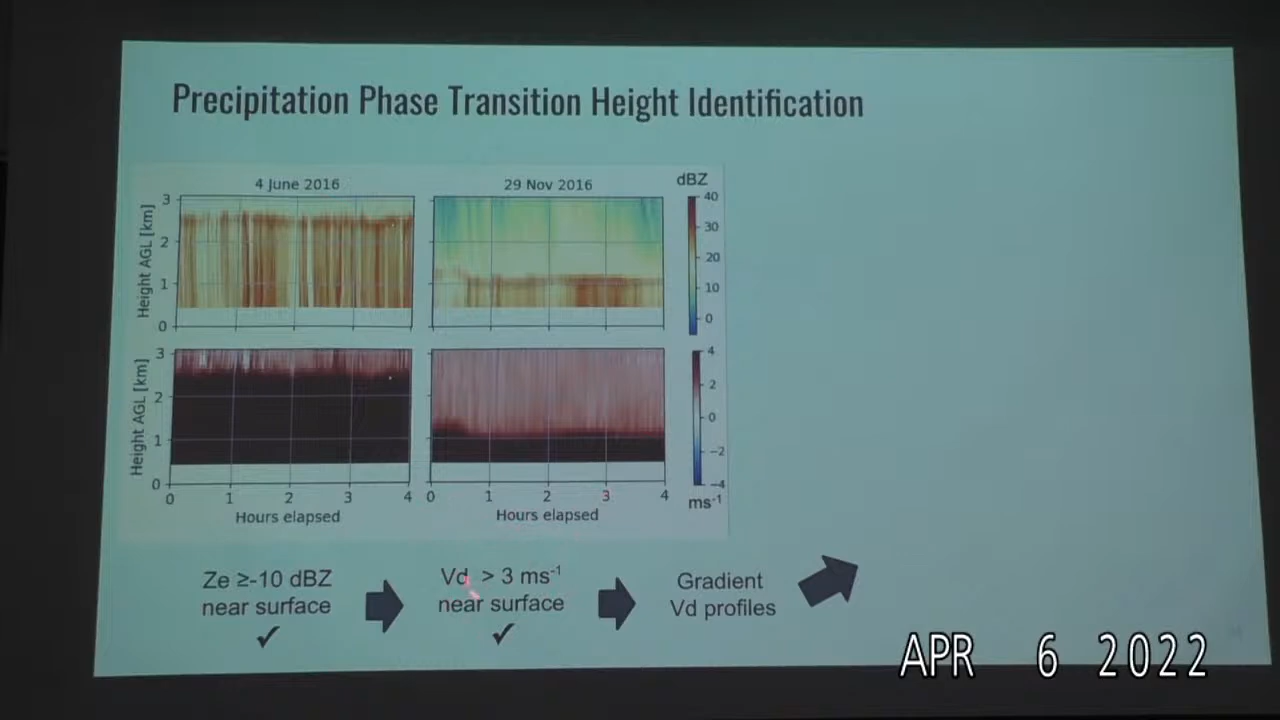 Precipitation Phase Transition Height Identification
4 June 2016
29 Nov 2016
dBZ
Height AGL [km]
3
2
1
0
40
30
20
10
0
Height AGL [km]
3
2
1
0
4
2
0
−2
−4
ms-1
0 1 2 3 4
0 1 2 3 4
Hours elapsed
Hours elapsed
Ze ≥-10 dBZ
near surface
✓
Vd > 3 ms-1
near surface
✓
Gradient
Vd profiles
APR 6 2022